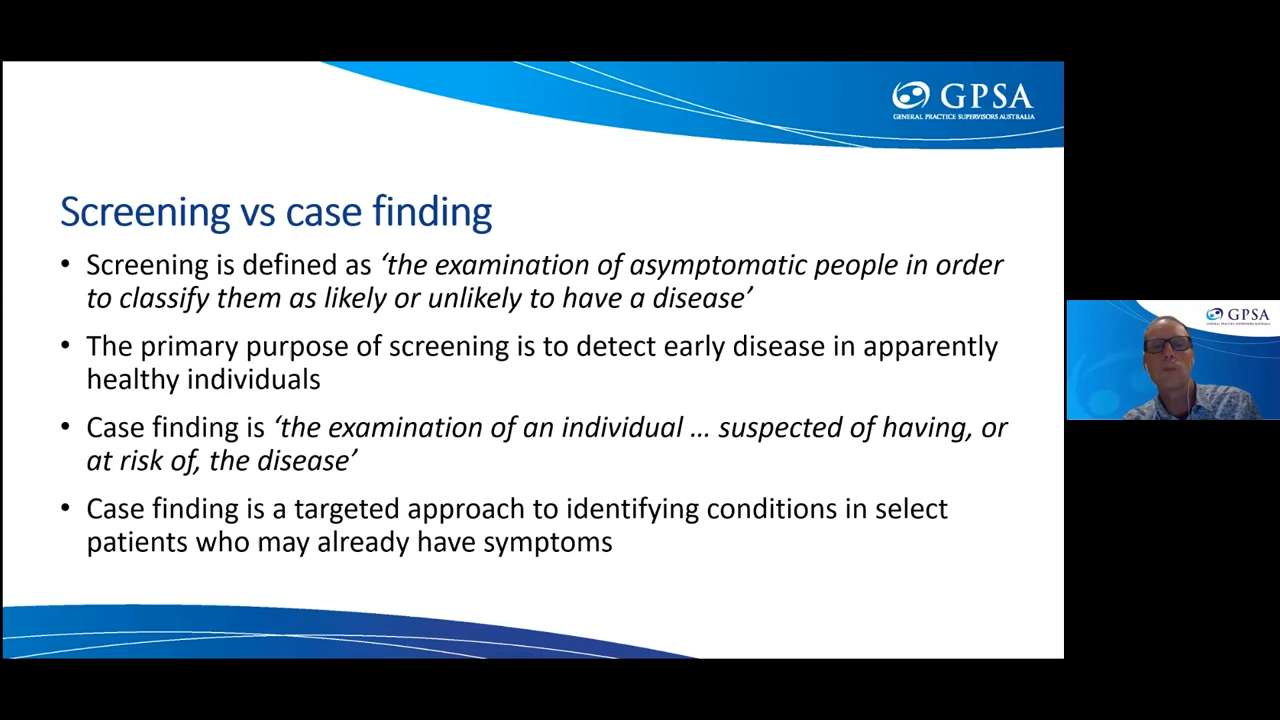 GPSA
GENERAL PRACTICE SUPERVISORS AUSTRALIA
Screening vs case finding
• Screening is defined as ‘the examination of asymptomatic people in order
to classify them as likely or unlikely to have a disease’
• The primary purpose of screening is to detect early disease in apparently
healthy individuals
• Case finding is ‘the examination of an individual … suspected of having, or
at risk of, the disease’
• Case finding is a targeted approach to identifying conditions in select
patients who may already have symptoms
GPSA
GENERAL PRACTICE SUPERVISORS AUSTRALIA